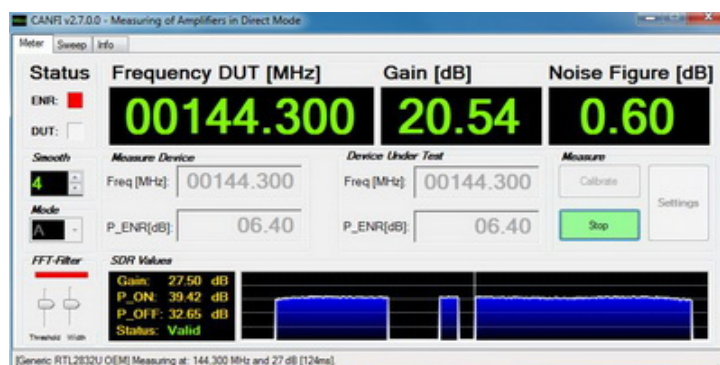 CANFI v2.7.0.0 - Measuring of Amplifiers in Direct Mode
Meter Sweep Info
Status Frequency DUT [MHz] Gain [dB] Noise Figure [dB]
ENR: 00144.300 20.54 0.60
DUT:
Smooth Measure Device Device Under Test Measure
4 Freq [MHz]: 00144.300 Freq [MHz]: 00144.300 Calibrate
Settings
Mode
A P_ENR[dB]: 06.40 P_ENR[dB]: 06.40 Stop
FFT-Filter SDR Values
Gain: 27.50 dB
P_ON: 39.42 dB
P_OFF: 32.65 dB
Status: Valid
Threshold Width
[Generic RTL2832U OEM] Measuring at: 144.300 MHz and 27 dB [124ms].